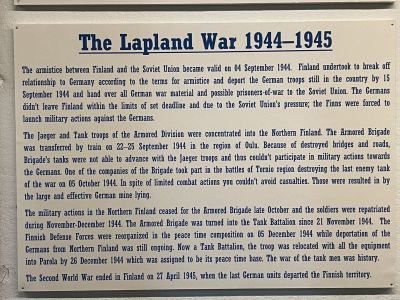 The Lapland War 1944–1945
The armistice between Finland and the Soviet Union became valid on 04 September 1944. Finland undertook to break off
relationship to Germany according to the terms for armistice and deport the German troops still in the country by 15
September 1944 and hand over all German war material and possible prisoners-of-war to the Soviet Union. The Germans
didn't leave Finland within the limits of set deadline and due to the Soviet Union's pressure; the Finns were forced to
launch military actions against the Germans.
The Jaeger and Tank troops of the Armored Division were concentrated into the Northern Finland. The Armored Brigade
was transferred by train on 22–25 September 1944 in the region of Oulu. Because of destroyed bridges and roads,
Brigade's tanks were not able to advance with the Jaeger troops and thus couldn't participate in military actions towards
the Germans. One of the companies of the Brigade took part in the battles of Tornio region destroying the last enemy tank
of the war on 05 October 1944. In spite of limited combat actions you couldn't avoid casualties. Those were resulted in by
the large and effective German mine lying.
The military actions in the Northern Finland ceased for the Armored Brigade late October and the soldiers were repatriated
during November-December 1944. The Armored Brigade was turned into the Tank Battalion since 21 November 1944. The
Finnish Defense Forces were reorganized in the peace time composition on 05 December 1944 while deportation of the
Germans from Northern Finland was still ongoing. Now a Tank Battalion, the troop was relocated with all the equipment
into Parola by 26 December 1944 which was assigned to be its peace time base. The war of the tank men was history.
The Second World War ended in Finland on 27 April 1945, when the last German units departed the Finnish territory.